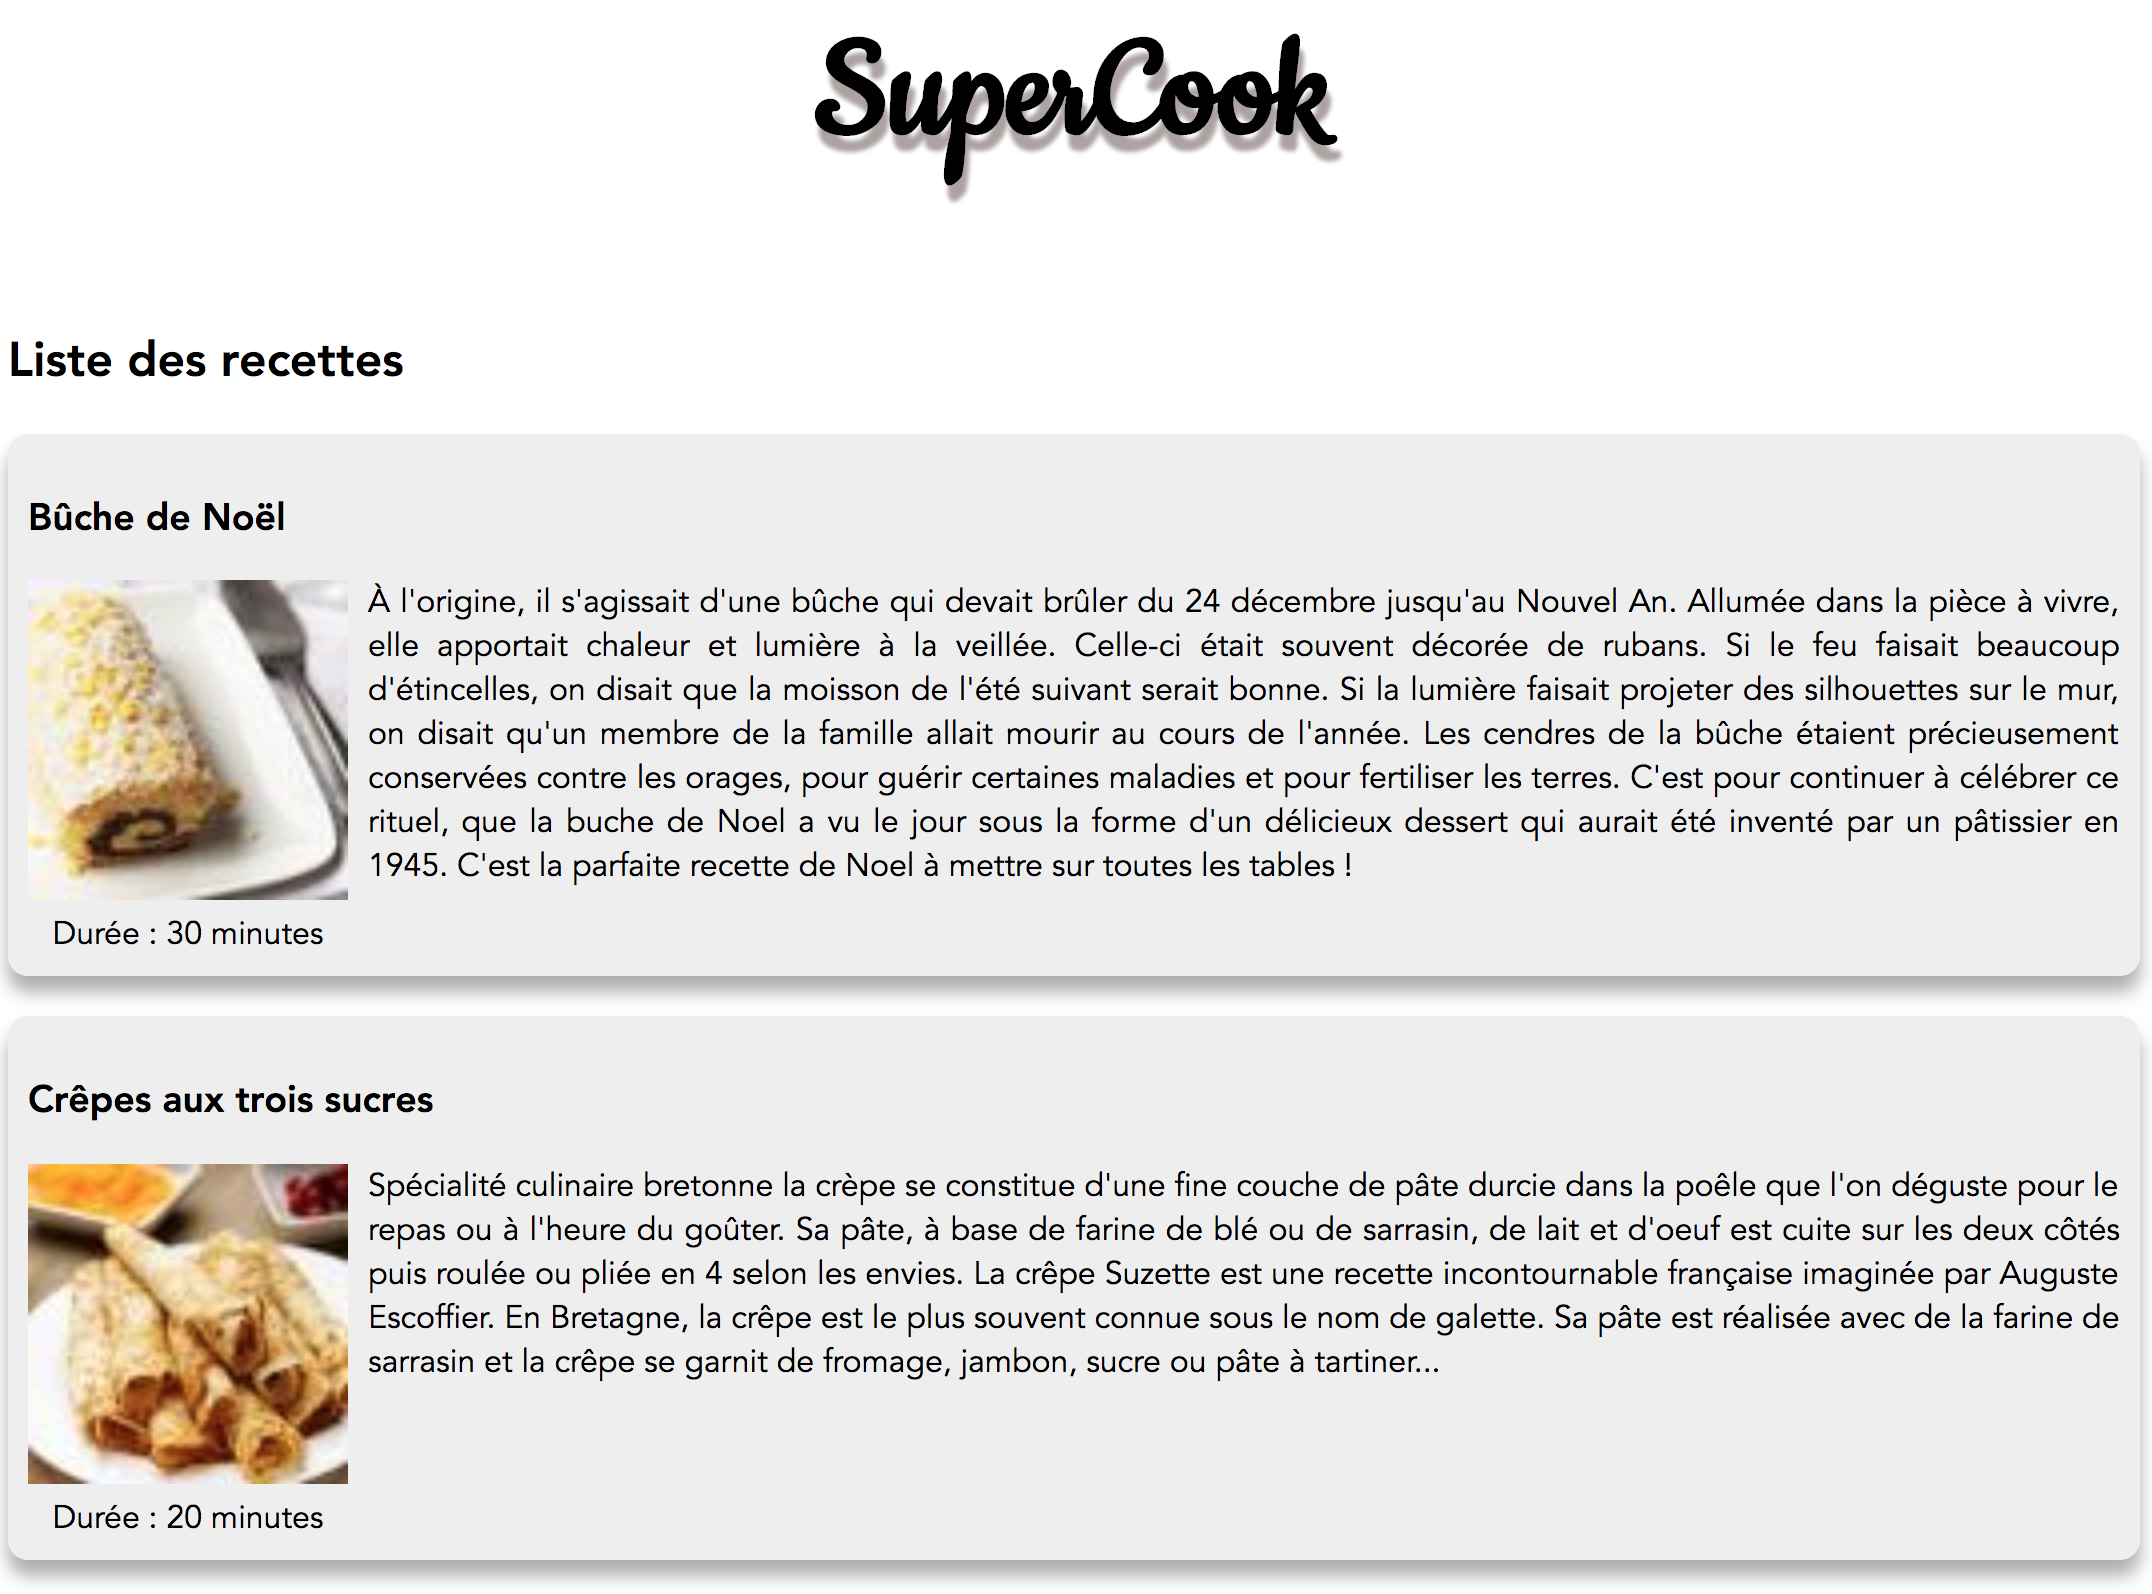 SuperCook
Liste des recettes
Bûche de Noël
À l'origine, il s'agissait d'une bûche qui devait brûler du 24 décembre jusqu'au Nouvel An. Allumée dans la pièce à vivre,
elle apportait chaleur et lumière à la veillée. Celle-ci était souvent décorée de rubans. Si le feu faisait beaucoup
d'étincelles, on disait que la moisson de l'été suivant serait bonne. Si la lumière faisait projeter des silhouettes sur le mur,
on disait qu'un membre de la famille allait mourir au cours de l'année. Les cendres de la bûche étaient précieusement
conservées contre les orages, pour guérir certaines maladies et pour fertiliser les terres. C'est pour continuer à célébrer ce
rituel, que la buche de Noel a vu le jour sous la forme d'un délicieux dessert qui aurait été inventé par un pâtissier en
1945. C'est la parfaite recette de Noel à mettre sur toutes les tables !
Durée : 30 minutes
Crêpes aux trois sucres
Spécialité culinaire bretonne la crèpe se constitue d'une fine couche de pâte durcie dans la poêle que l'on déguste pour le
repas ou à l'heure du goûter. Sa pâte, à base de farine de blé ou de sarrasin, de lait et d'oeuf est cuite sur les deux côtés
puis roulée ou pliée en 4 selon les envies. La crêpe Suzette est une recette incontournable française imaginée par Auguste
Escoffier. En Bretagne, la crêpe est le plus souvent connue sous le nom de galette. Sa pâte est réalisée avec de la farine de
sarrasin et la crêpe se garnit de fromage, jambon, sucre ou pâte à tartiner...
Durée : 20 minutes